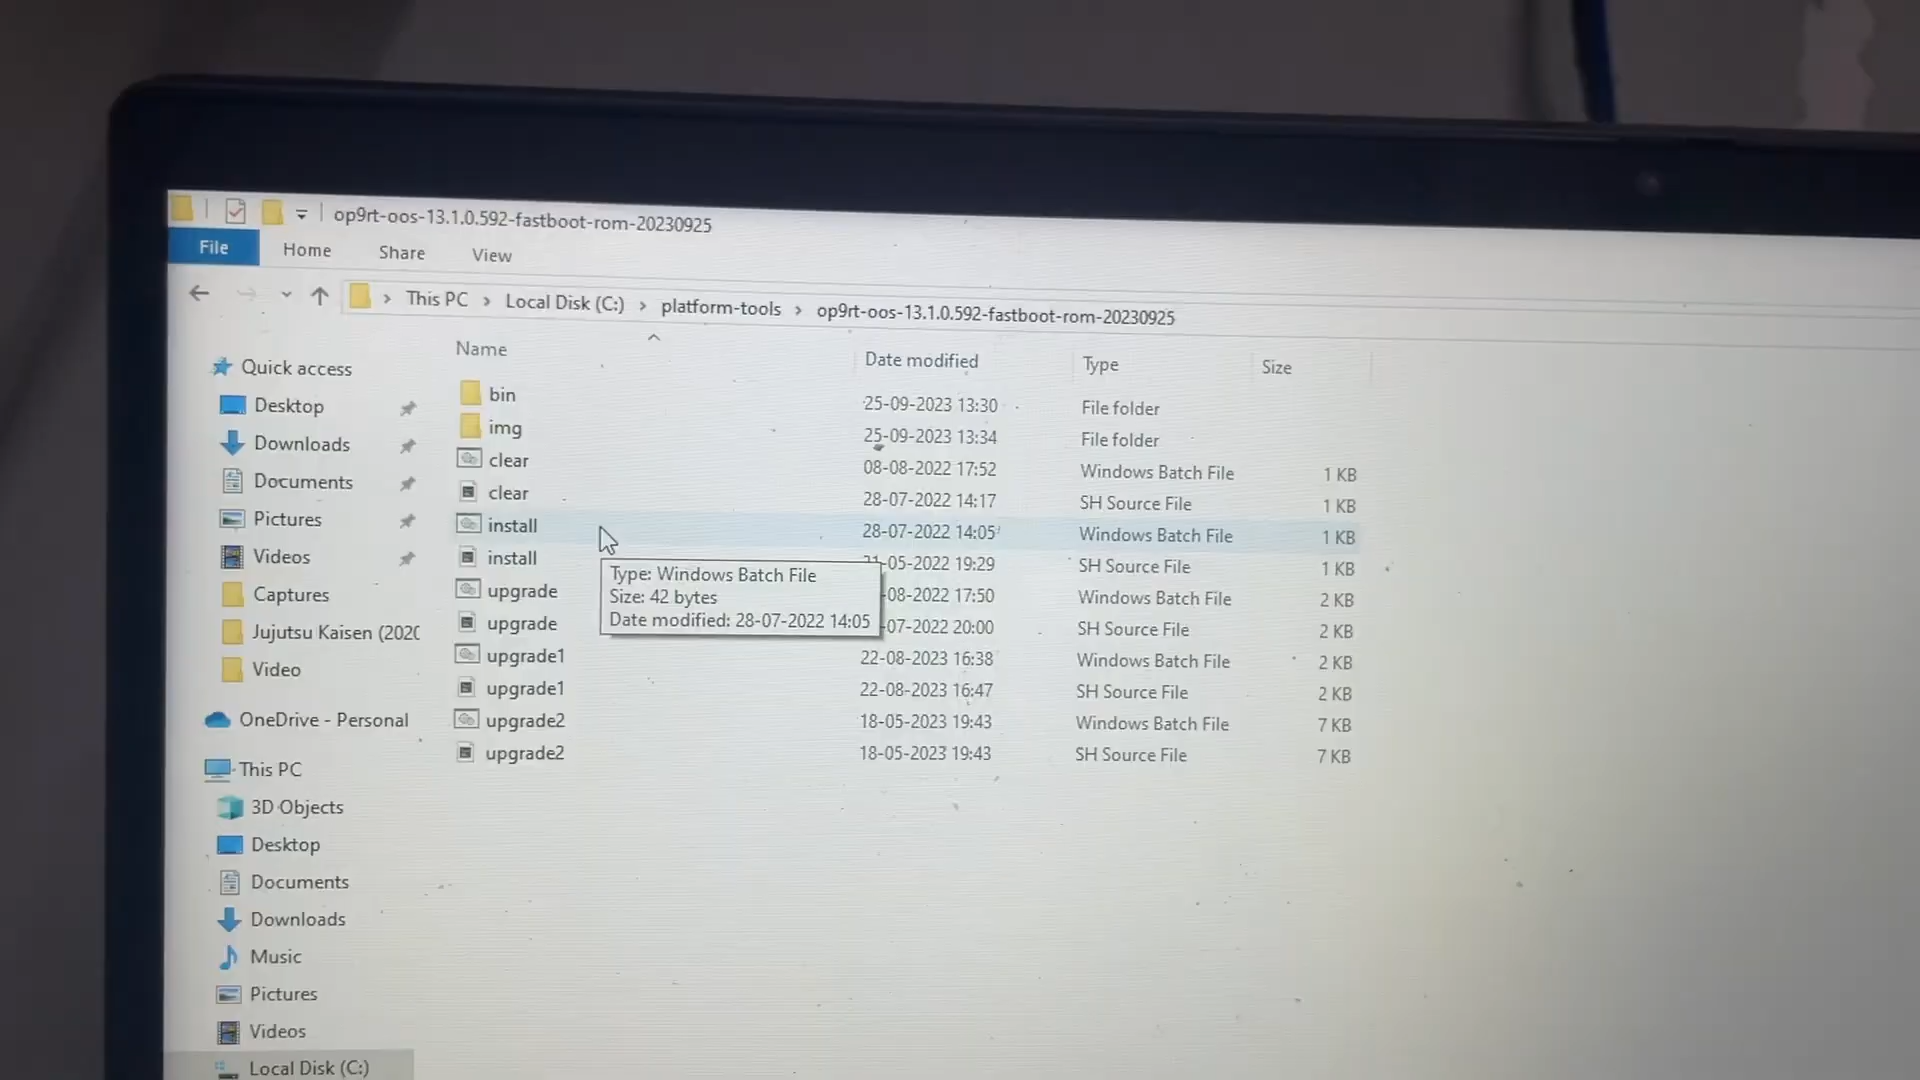 op9rt-oos-13.1.0.592-fastboot-rom-20230925
File Home Share View
This PC › Local Disk (C:) › platform-tools › op9rt-oos-13.1.0.592-fastboot-rom-20230925
Name Date modified Type Size
Quick access
Desktop
Downloads
Documents
Pictures
Videos
Captures
Jujutsu Kaisen (202
Video
OneDrive - Personal
This PC
3D Objects
Desktop
Documents
Downloads
Music
Pictures
Videos
Local Disk (C:)
bin 25-09-2023 13:30 File folder
img 25-09-2023 13:34 File folder
clear 08-08-2022 17:52 Windows Batch File 1 KB
clear 28-07-2022 14:17 SH Source File 1 KB
install 28-07-2022 14:05 Windows Batch File 1 KB
install -05-2022 19:29 SH Source File 1 KB
upgrade -08-2022 17:50 Windows Batch File 2 KB
upgrade -07-2022 20:00 SH Source File 2 KB
upgrade1 22-08-2023 16:38 Windows Batch File 2 KB
upgrade1 22-08-2023 16:47 SH Source File 2 KB
upgrade2 18-05-2023 19:43 Windows Batch File 7 KB
upgrade2 18-05-2023 19:43 SH Source File 7 KB
Type: Windows Batch File
Size: 42 bytes
Date modified: 28-07-2022 14:05